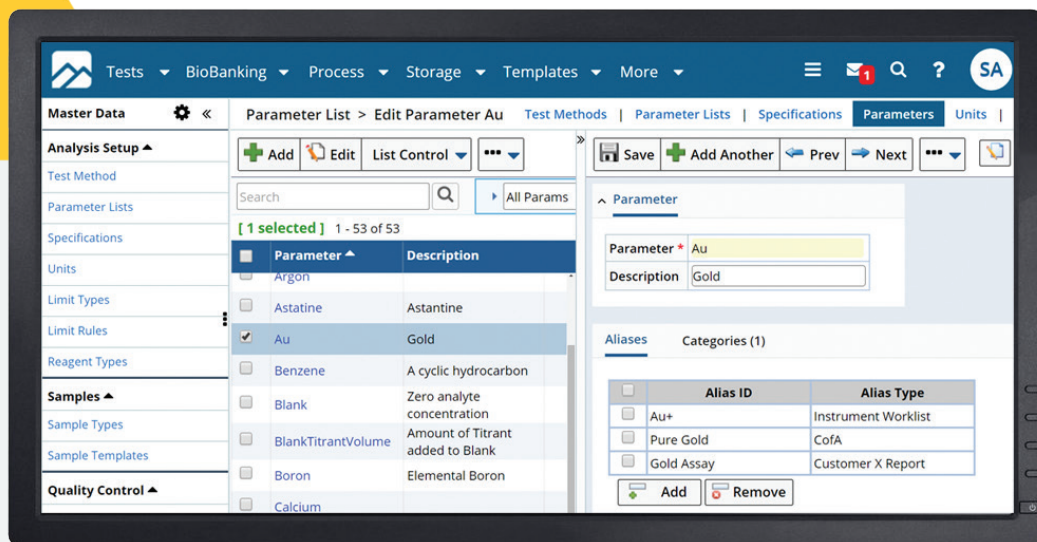 Tests BioBanking Process Storage Templates More 1 ? SA
Master Data «
Parameter List > Edit Parameter Au Test Methods | Parameter Lists | Specifications Parameters Units |
Analysis Setup
Test Method
Parameter Lists
Specifications
Units
Limit Types
Limit Rules
Reagent Types
Samples
Sample Types
Sample Templates
Quality Control
Add Edit List Control ••• »
Search All Params
[ 1 selected ] 1 - 53 of 53
Parameter Description
Argon
Astatine Astantine
Au Gold
Benzene A cyclic hydrocarbon
Blank Zero analyte
concentration
BlankTitrantVolume Amount of Titrant
added to Blank
Boron Elemental Boron
Calcium
Save Add Another Prev Next •••
Parameter
Parameter * Au
Description Gold
Aliases Categories (1)
Alias ID Alias Type
Au+ Instrument Worklist
Pure Gold CofA
Gold Assay Customer X Report
Add Remove